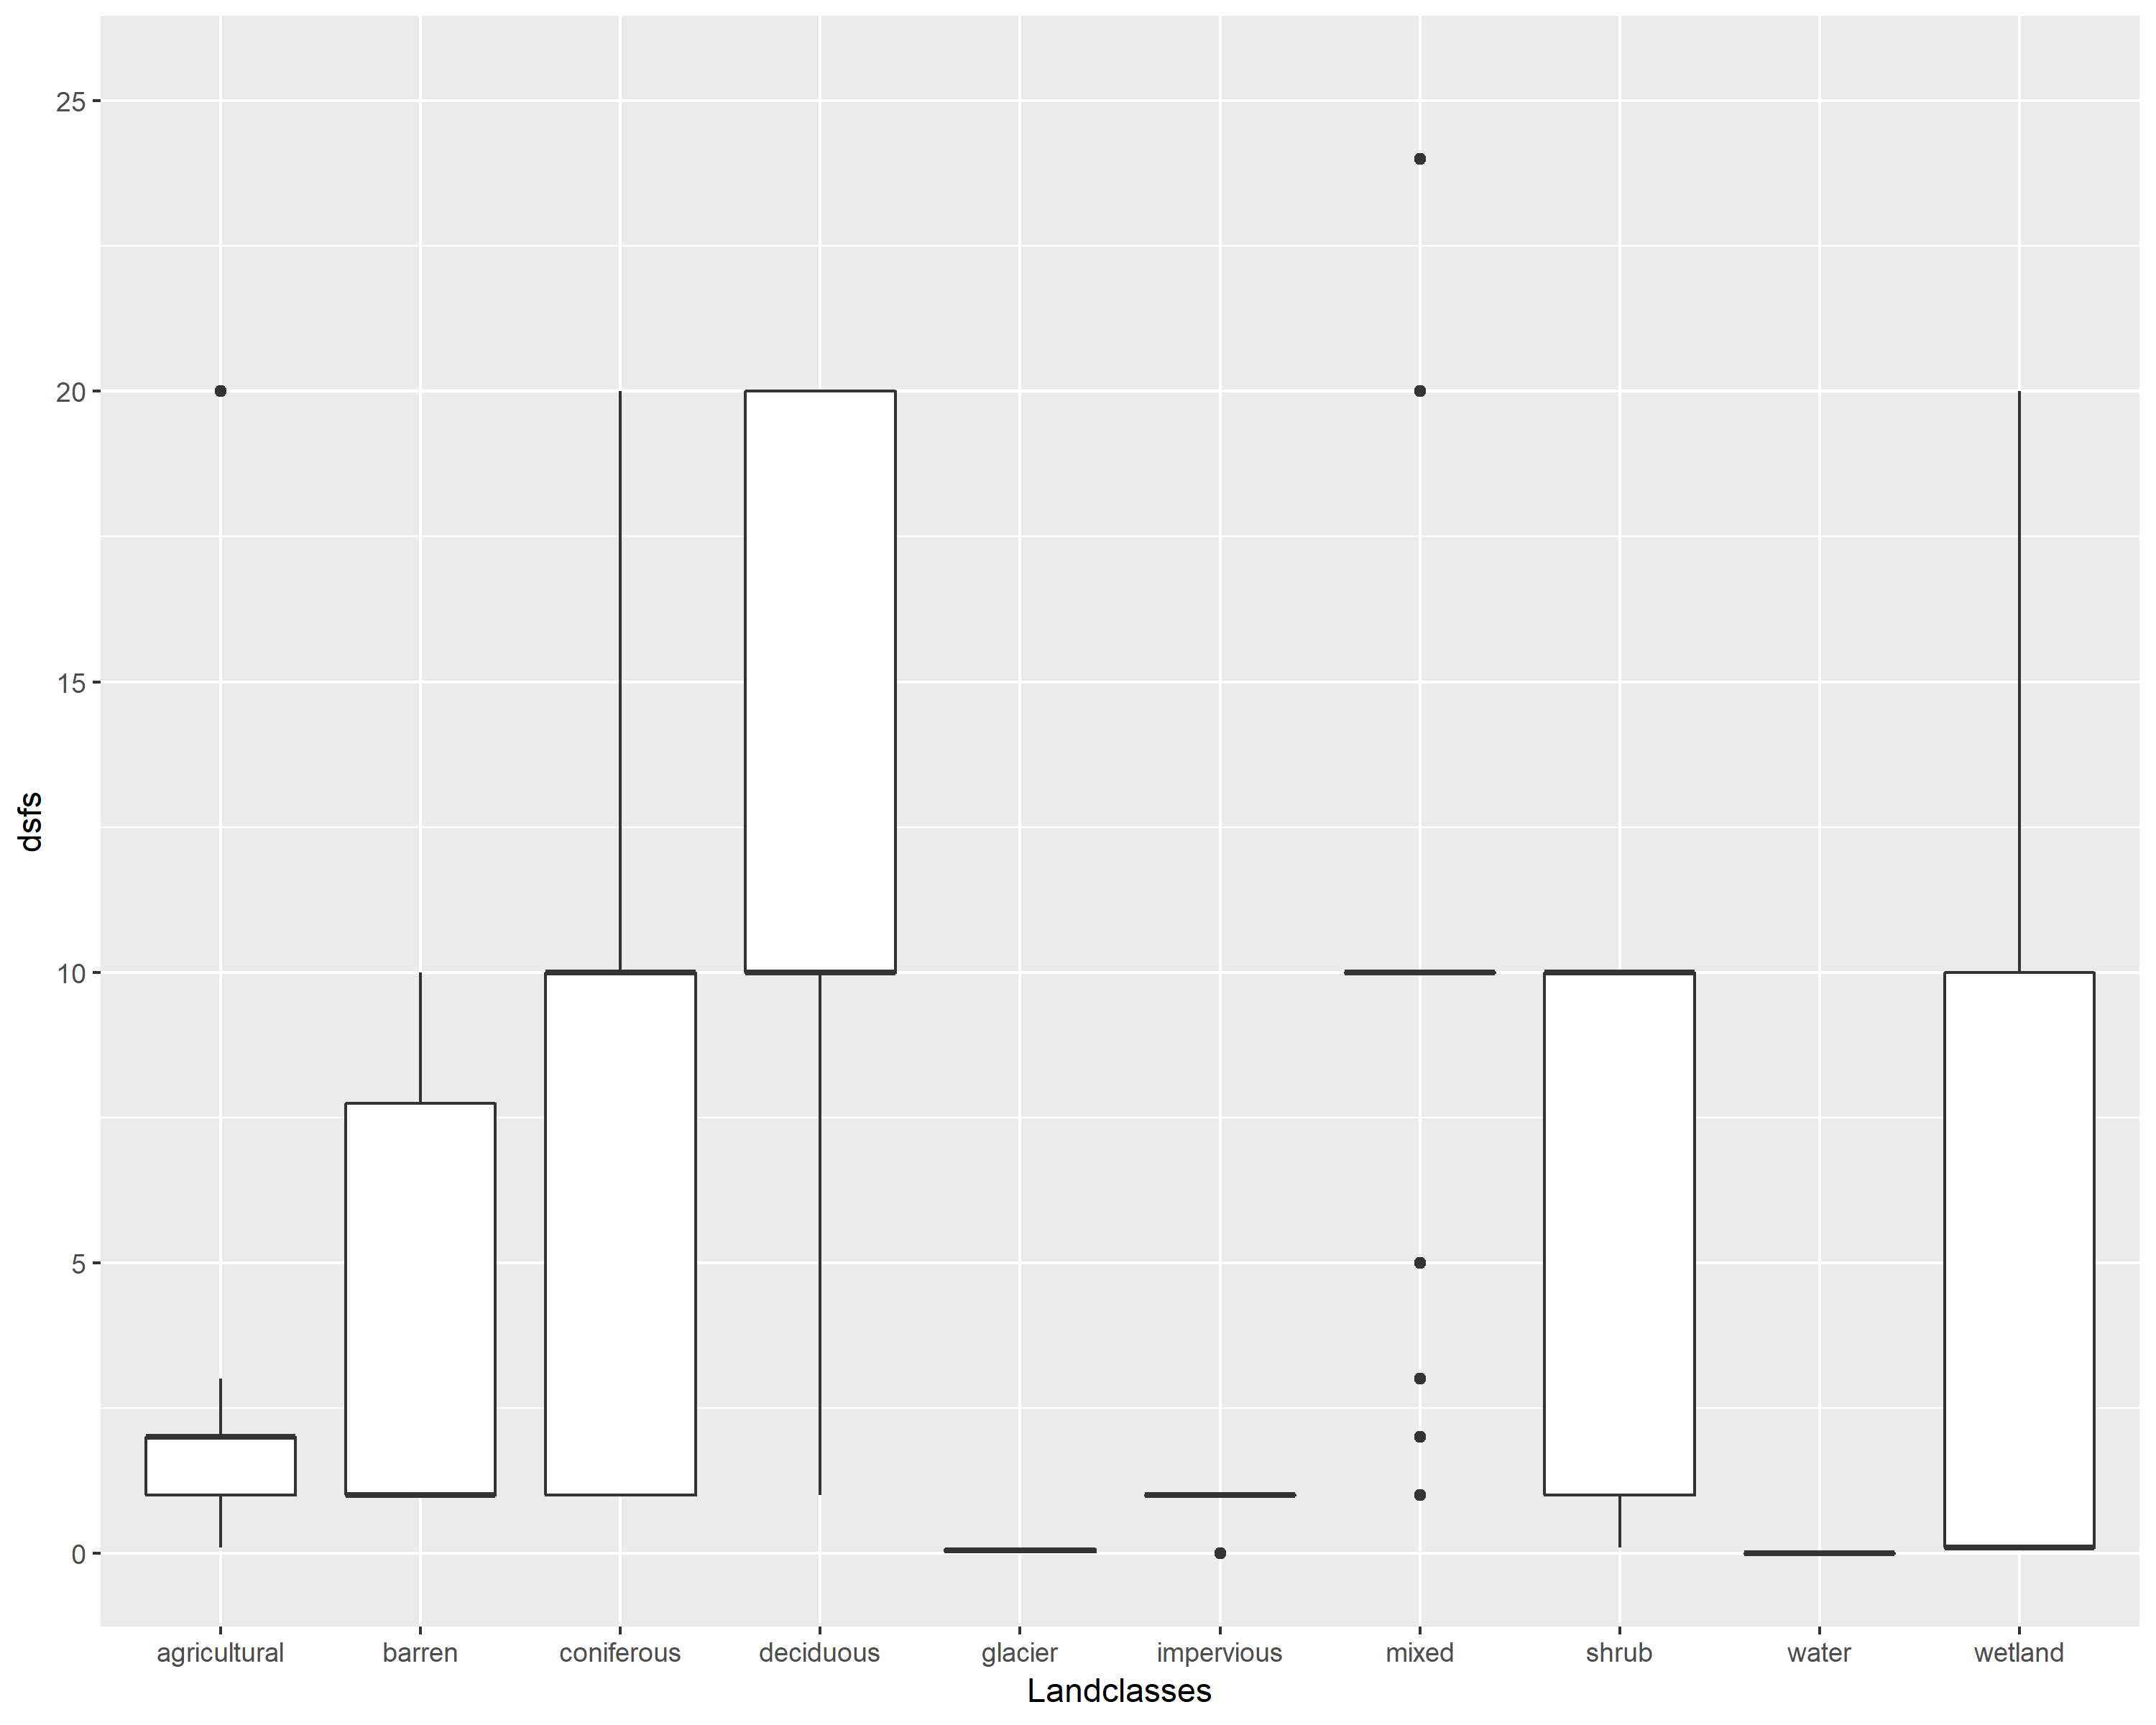 25
20
15
10
5
0
dsfs
agricultural barren coniferous deciduous glacier impervious mixed shrub water wetland
Landclasses